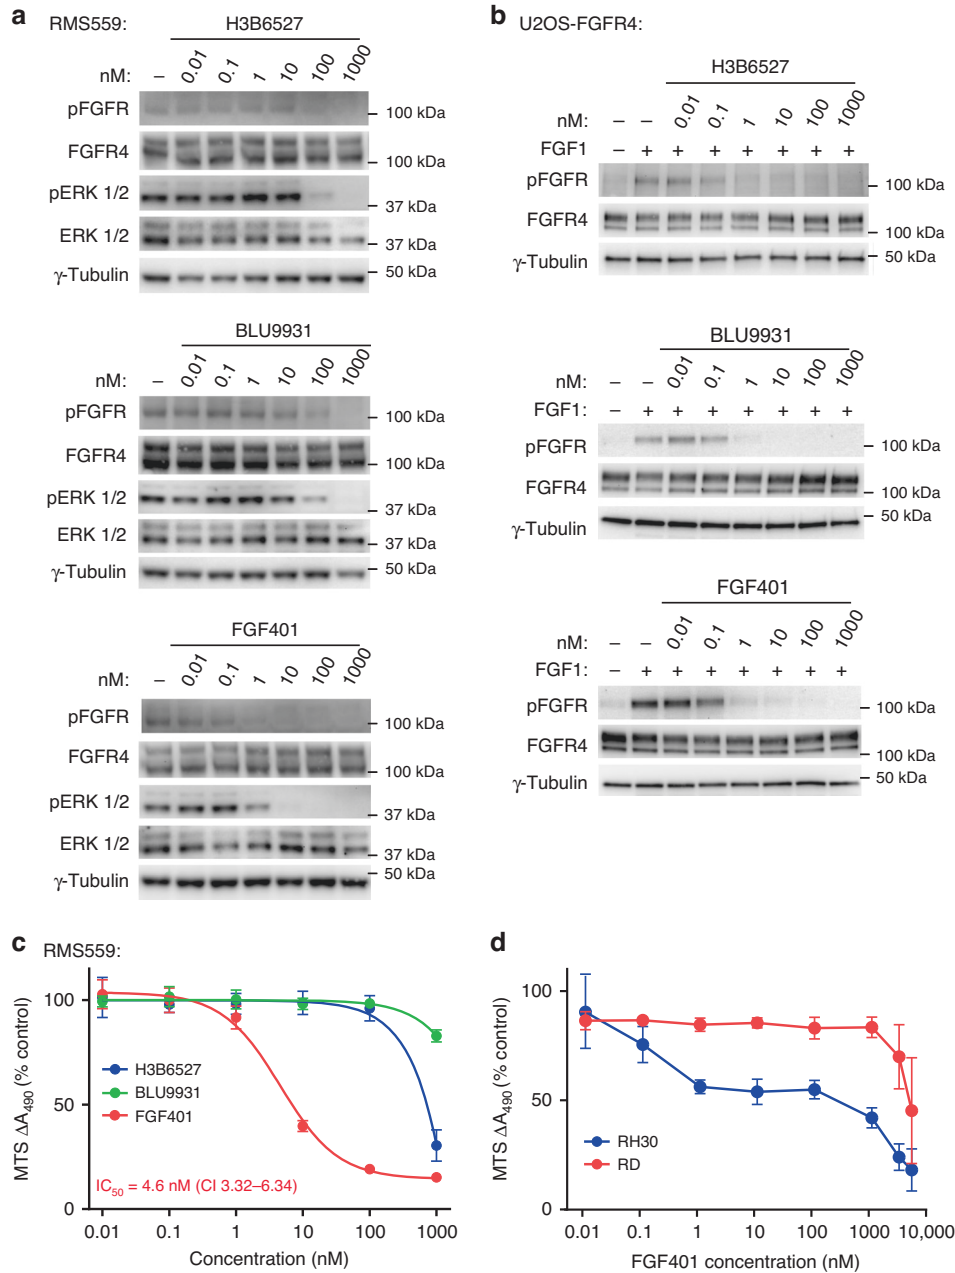 a RMS559: H3B6527
nM: – 0.01 0.1 1 10 100 1000
pFGFR 100 kDa
FGFR4 100 kDa
pERK 1/2 37 kDa
ERK 1/2 37 kDa
γ-Tubulin 50 kDa
BLU9931
nM: – 0.01 0.1 1 10 100 1000
pFGFR 100 kDa
FGFR4 100 kDa
pERK 1/2 37 kDa
ERK 1/2 37 kDa
γ-Tubulin 50 kDa
FGF401
nM: – 0.01 0.1 1 10 100 1000
pFGFR 100 kDa
FGFR4 100 kDa
pERK 1/2 37 kDa
ERK 1/2 37 kDa
γ-Tubulin 50 kDa
b U2OS-FGFR4:
H3B6527
nM: – – 0.01 0.1 1 10 100 1000
FGF1 – + + + + + + +
pFGFR 100 kDa
FGFR4 100 kDa
γ-Tubulin 50 kDa
BLU9931
nM: – – 0.01 0.1 1 10 100 1000
FGF1: – + + + + + + +
pFGFR 100 kDa
FGFR4 100 kDa
γ-Tubulin 50 kDa
FGF401
nM: – – 0.01 0.1 1 10 100 1000
FGF1: – + + + + + + +
pFGFR 100 kDa
FGFR4 100 kDa
γ-Tubulin 50 kDa
c RMS559:
MTS ΔA490 (% control)
100
50
0
H3B6527
BLU9931
FGF401
IC50 = 4.6 nM (CI 3.32–6.34)
0.01 0.1 1 10 100 1000
Concentration (nM)
d
MTS ΔA490 (% control)
100
50
0
RH30
RD
0.01 0.1 1 10 100 1000 10,000
FGF401 concentration (nM)